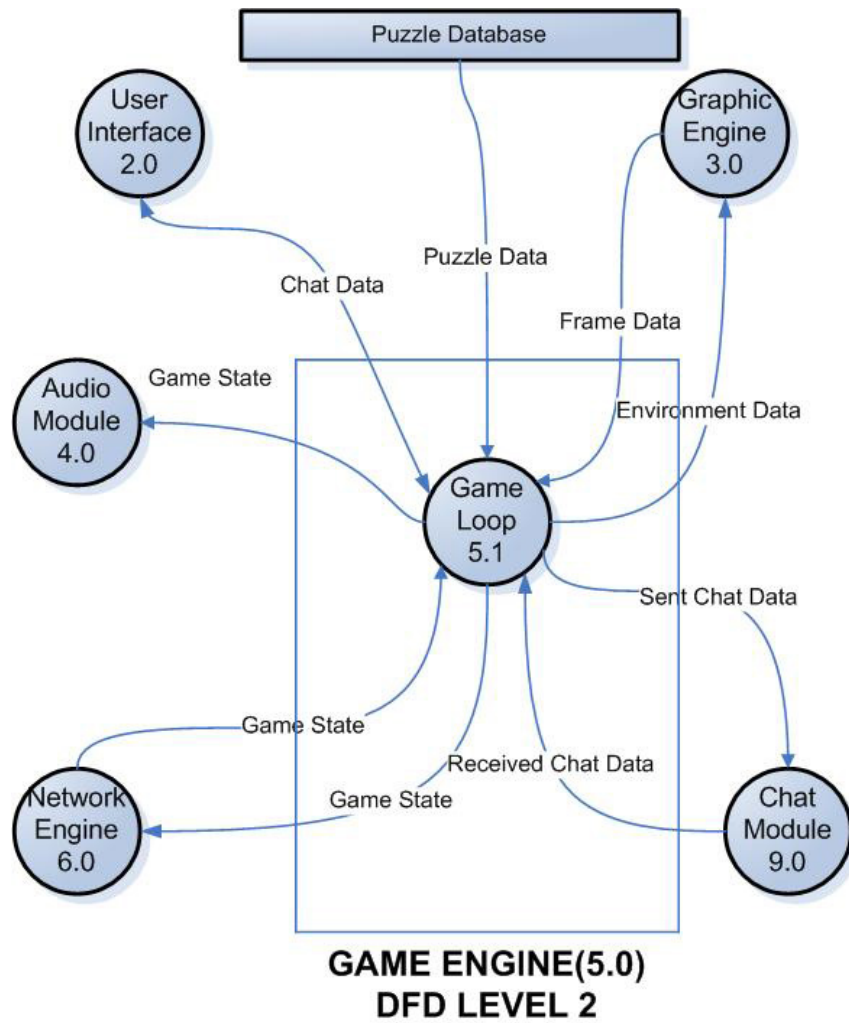 Puzzle Database
User
Interface
2.0
Graphic
Engine
3.0
Puzzle Data
Chat Data
Frame Data
Game State
Audio
Module
4.0
Environment Data
Game
Loop
5.1
Sent Chat Data
Game State
Received Chat Data
Game State
Network
Engine
6.0
Chat
Module
9.0
GAME ENGINE(5.0)
DFD LEVEL 2